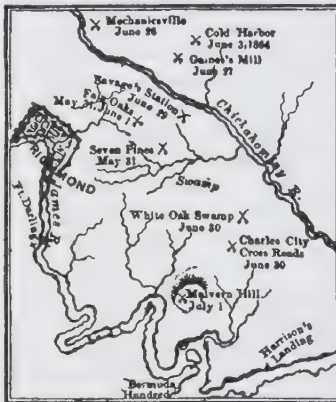 Mechanicsville
June 26
Cold Harbor
June 3, 1864
Gaines's Mill
June 27
Savage's Station
June 29
Fair Oaks
May 31, June 1
Chickahominy R.
RICHMOND
Seven Pines
May 31
Swamp
Ft. Darling
James R.
White Oak Swamp
June 30
Charles City
Cross Roads
June 30
Malvern Hill
July 1
Harrison's
Landing
Bermuda
Hundred